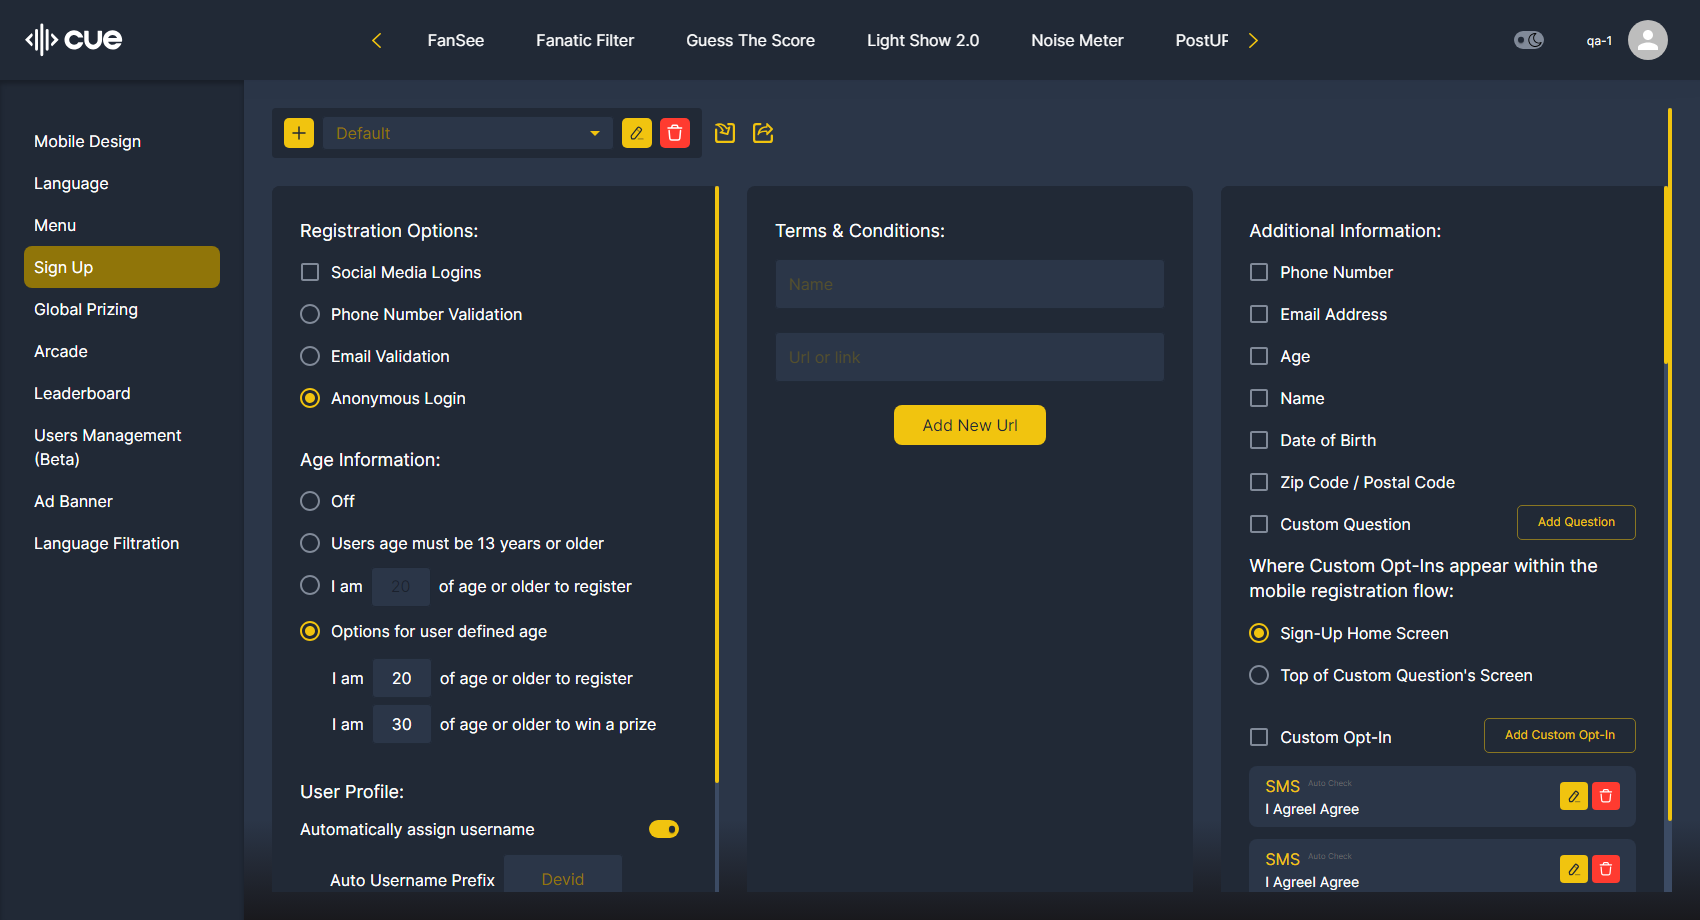 cue
FanSee
Fanatic Filter
Guess The Score
Light Show 2.0
Noise Meter
PostUP
qa-1
Mobile Design
Language
Menu
Sign Up
Global Prizing
Arcade
Leaderboard
Users Management
(Beta)
Ad Banner
Language Filtration
Default
Registration Options:
Social Media Logins
Phone Number Validation
Email Validation
Anonymous Login
Age Information:
Off
Users age must be 13 years or older
I am 20 of age or older to register
Options for user defined age
I am 20 of age or older to register
I am 30 of age or older to win a prize
User Profile:
Automatically assign username
Auto Username Prefix Devid
Terms & Conditions:
Name
Url or link
Add New Url
Additional Information:
Phone Number
Email Address
Age
Name
Date of Birth
Zip Code / Postal Code
Custom Question
Add Question
Where Custom Opt-Ins appear within the
mobile registration flow:
Sign-Up Home Screen
Top of Custom Question's Screen
Custom Opt-In
Add Custom Opt-In
SMS Auto Check
I AgreeI Agree
SMS Auto Check
I AgreeI Agree